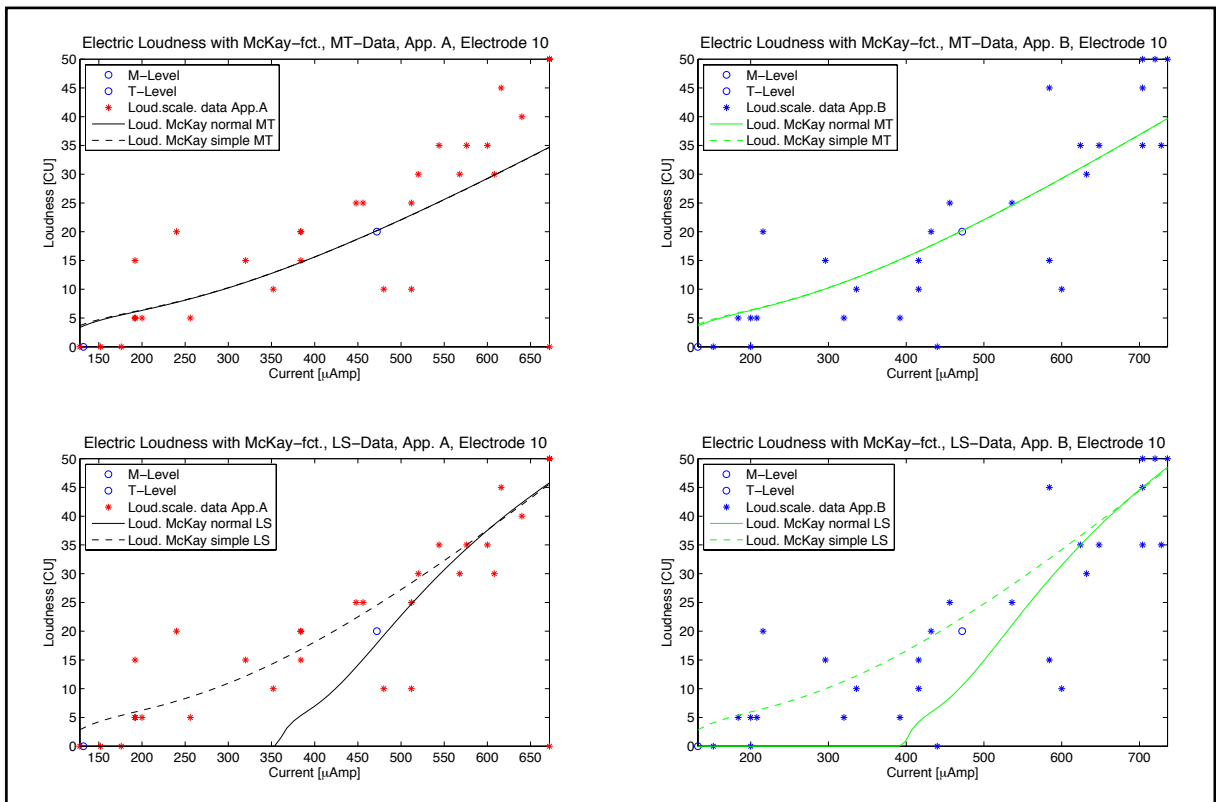 Electric Loudness with McKay−fct., MT−Data, App. A, Electrode 10
50
45
40
35
30
25
20
15
10
5
0
Loudness [CU]
M−Level
T−Level
Loud.scale. data App.A
Loud. McKay normal MT
Loud. McKay simple MT
150 200 250 300 350 400 450 500 550 600 650
Current [µAmp]
Electric Loudness with McKay−fct., MT−Data, App. B, Electrode 10
50
45
40
35
30
25
20
15
10
5
0
Loudness [CU]
M−Level
T−Level
Loud.scale. data App.B
Loud. McKay normal MT
Loud. McKay simple MT
200 300 400 500 600 700
Current [µAmp]
Electric Loudness with McKay−fct., LS−Data, App. A, Electrode 10
50
45
40
35
30
25
20
15
10
5
0
Loudness [CU]
M−Level
T−Level
Loud.scale. data App.A
Loud. McKay normal LS
Loud. McKay simple LS
150 200 250 300 350 400 450 500 550 600 650
Current [µAmp]
Electric Loudness with McKay−fct., LS−Data, App. B, Electrode 10
50
45
40
35
30
25
20
15
10
5
0
Loudness [CU]
M−Level
T−Level
Loud.scale. data App.B
Loud. McKay normal LS
Loud. McKay simple LS
200 300 400 500 600 700
Current [µAmp]